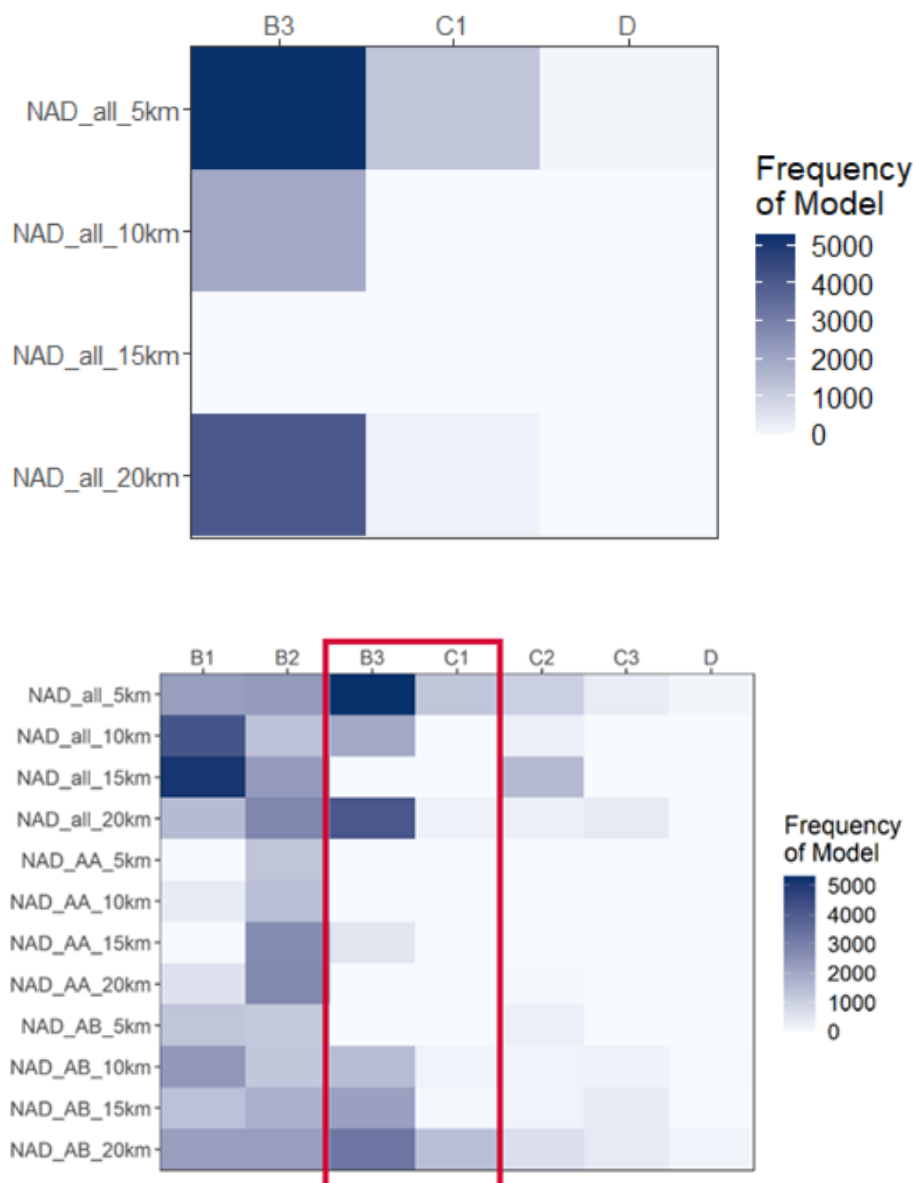 B3 C1 D
NAD_all_5km
NAD_all_10km
NAD_all_15km
NAD_all_20km
Frequency
of Model
5000
4000
3000
2000
1000
0
B1 B2 B3 C1 C2 C3 D
NAD_all_5km
NAD_all_10km
NAD_all_15km
NAD_all_20km
NAD_AA_5km
NAD_AA_10km
NAD_AA_15km
NAD_AA_20km
NAD_AB_5km
NAD_AB_10km
NAD_AB_15km
NAD_AB_20km
Frequency
of Model
5000
4000
3000
2000
1000
0